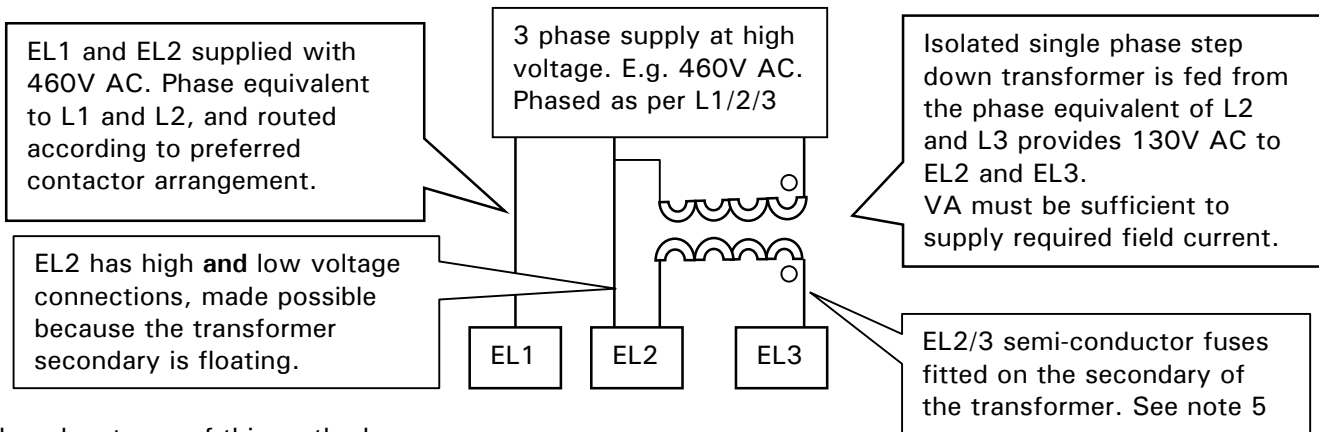 EL1 and EL2 supplied with
460V AC. Phase equivalent
to L1 and L2, and routed
according to preferred
contactor arrangement.
3 phase supply at high
voltage. E.g. 460V AC.
Phased as per L1/2/3
Isolated single phase step
down transformer is fed from
the phase equivalent of L2
and L3 provides 130V AC to
EL2 and EL3.
VA must be sufficient to
supply required field current.
EL2 has high and low voltage
connections, made possible
because the transformer
secondary is floating.
EL1
EL2
EL3
EL2/3 semi-conductor fuses
fitted on the secondary of
the transformer. See note 5